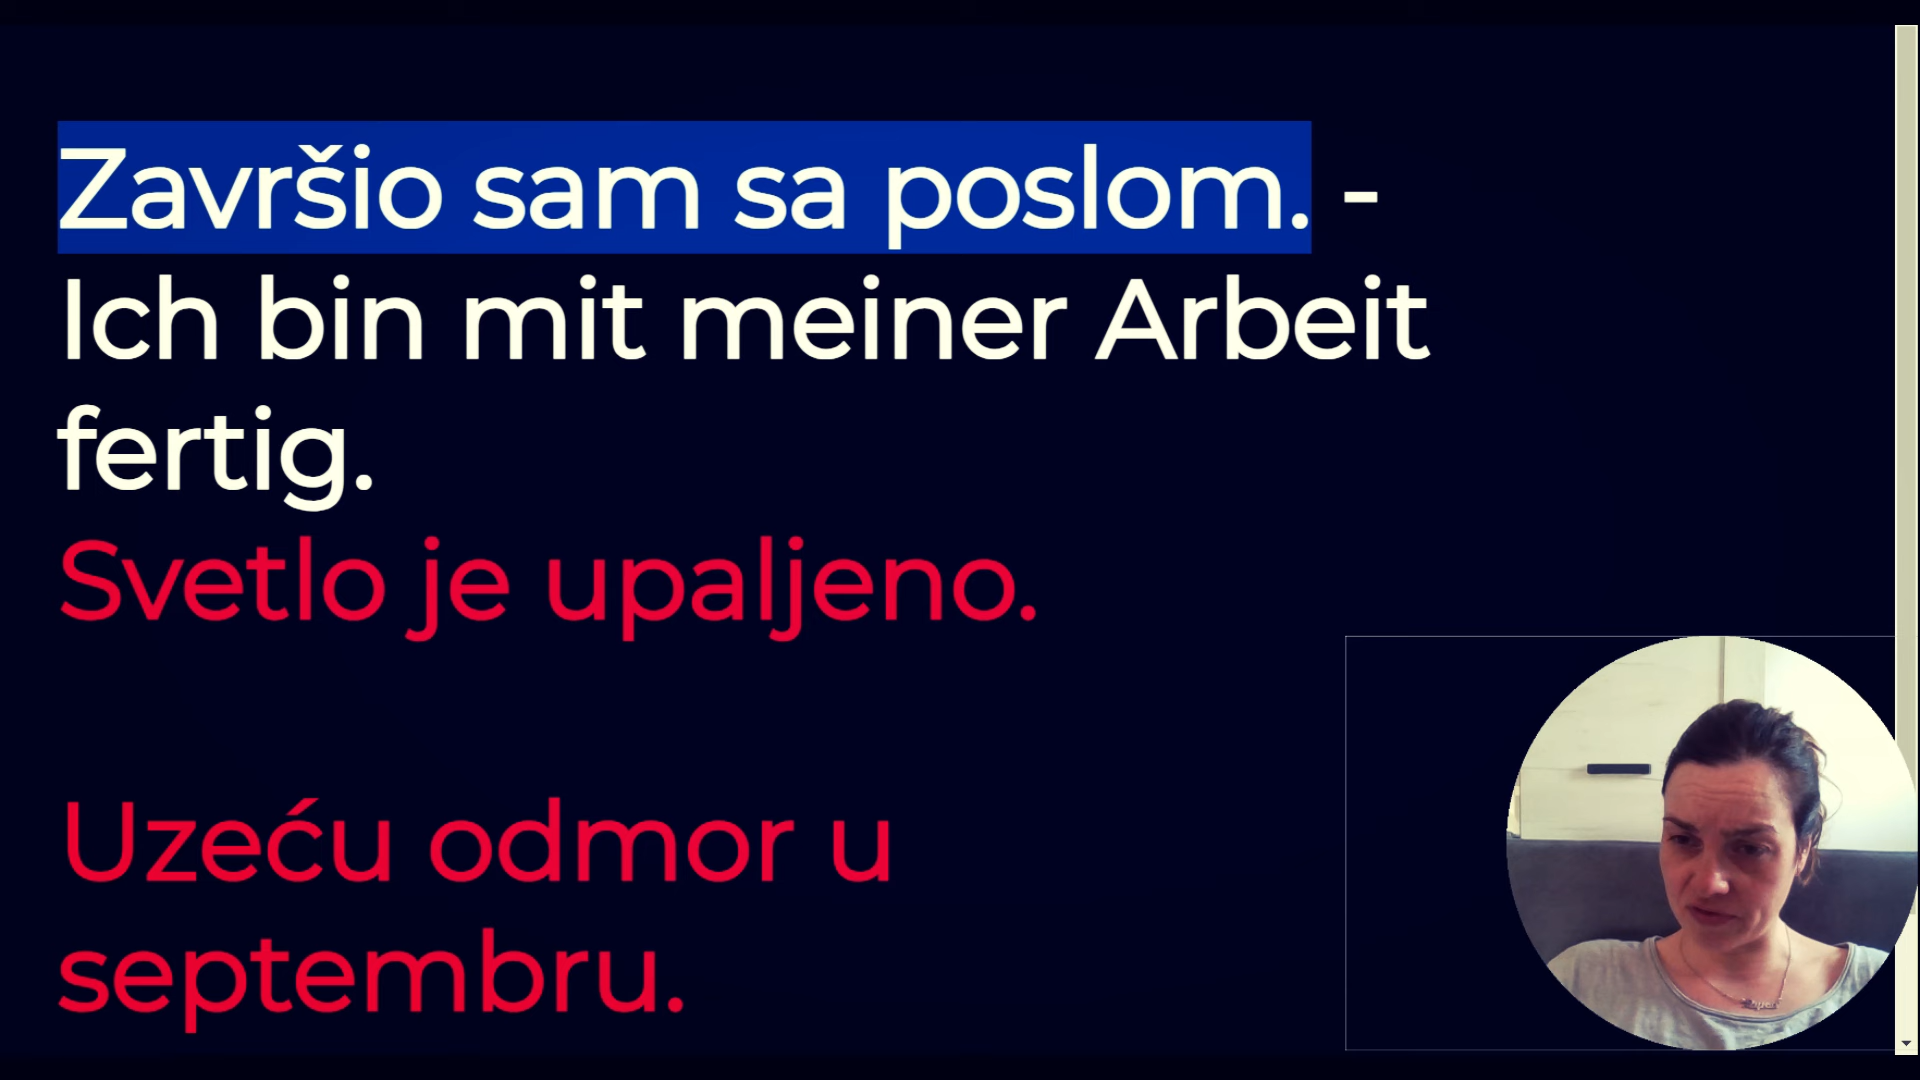 Završio sam sa poslom. -
Ich bin mit meiner Arbeit
fertig.
Svetlo je upaljeno.
Uzeću odmor u
septembru.